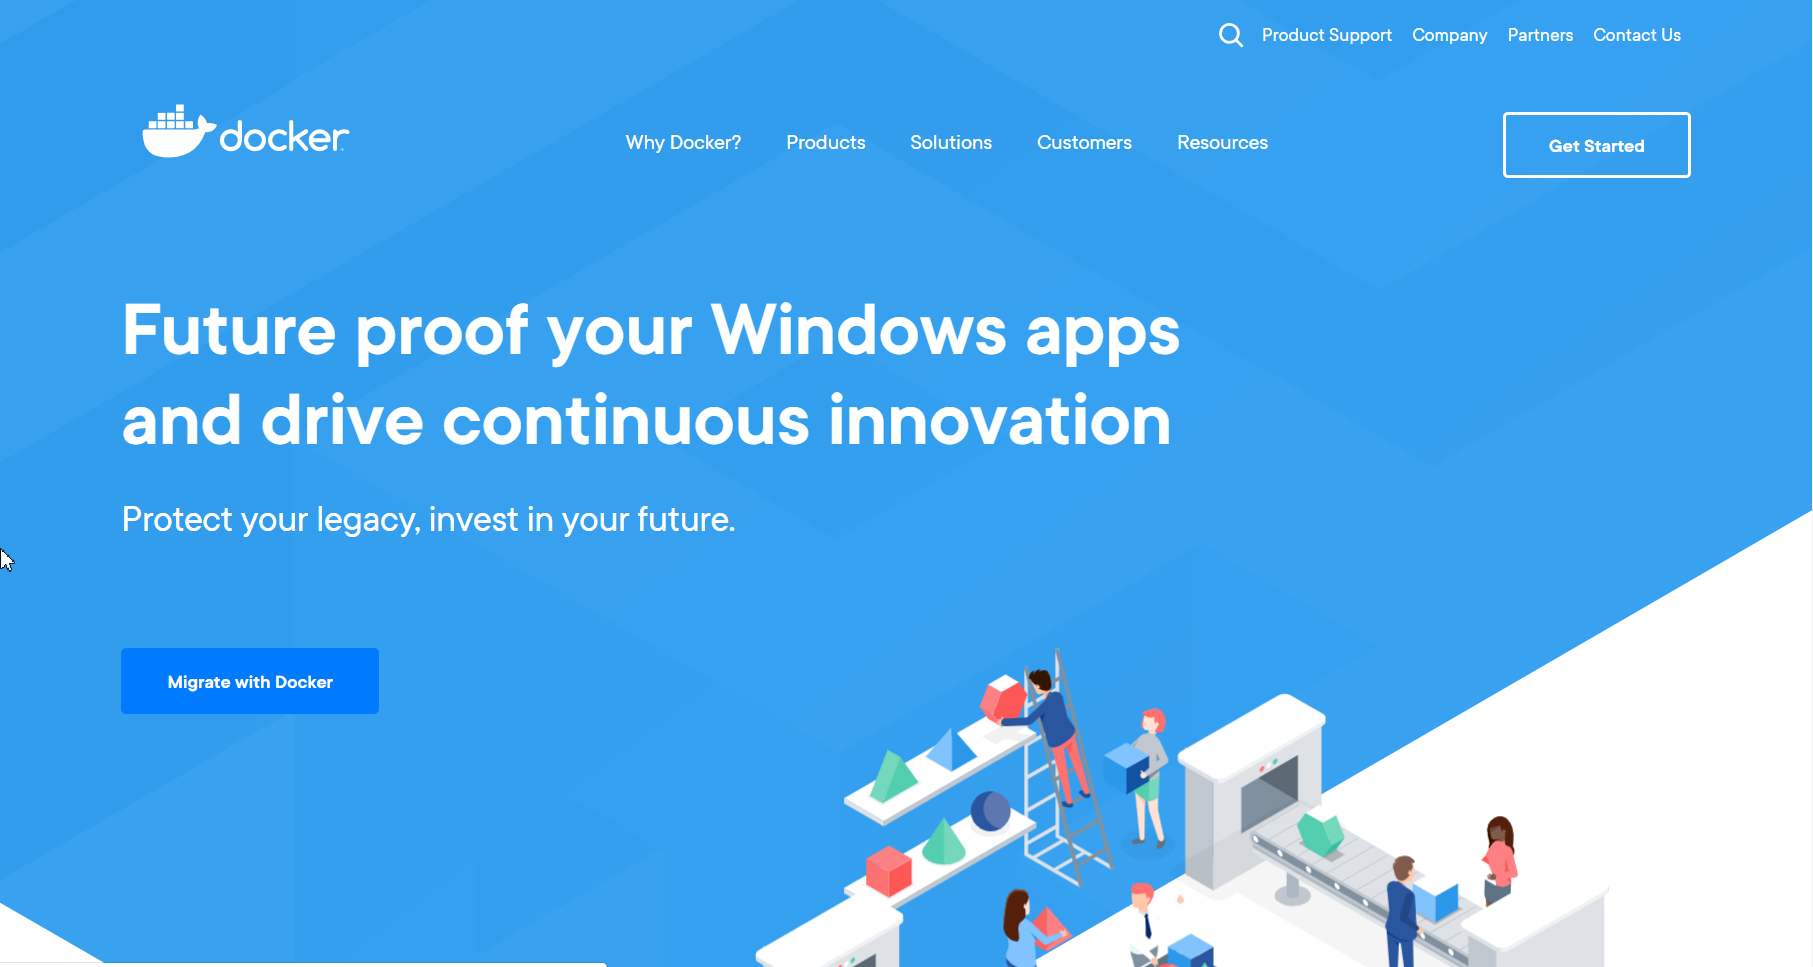 Product Support Company Partners Contact Us
docker
Why Docker? Products Solutions Customers Resources
Get Started
Future proof your Windows apps
and drive continuous innovation
Protect your legacy, invest in your future.
Migrate with Docker